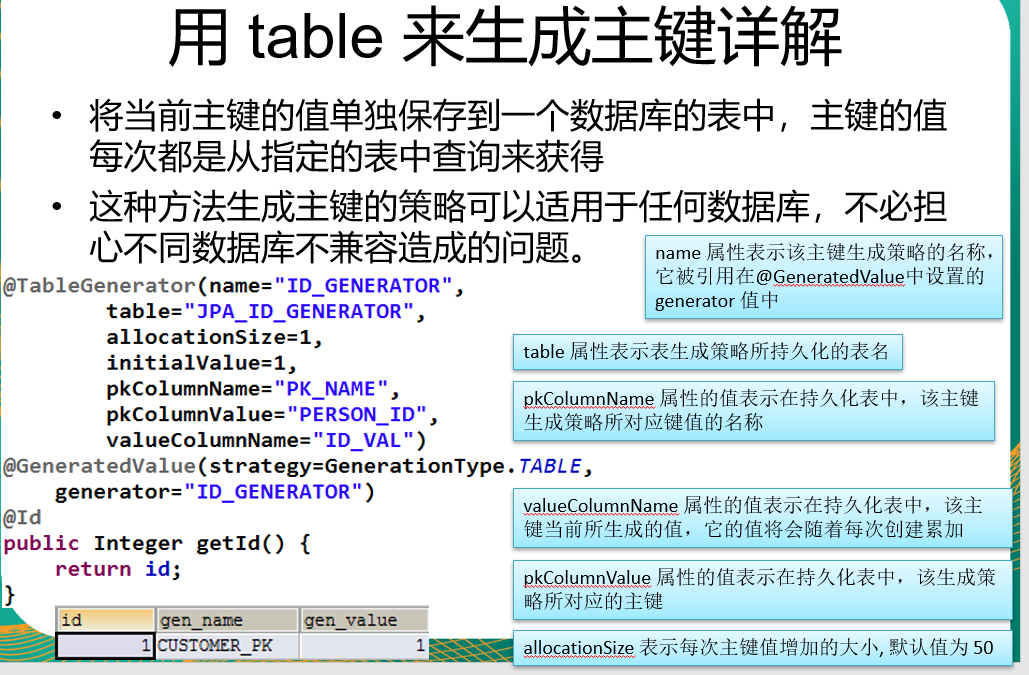 用 table 来生成主键详解
• 将当前主键的值单独保存到一个数据库的表中，主键的值
每次都是从指定的表中查询来获得
• 这种方法生成主键的策略可以适用于任何数据库，不必担
心不同数据库不兼容造成的问题。
name 属性表示该主键生成策略的名称，
它被引用在@GeneratedValue中设置的
generator 值中
@TableGenerator(name="ID_GENERATOR",
table="JPA_ID_GENERATOR",
allocationSize=1,
initialValue=1,
pkColumnName="PK_NAME",
pkColumnValue="PERSON_ID",
valueColumnName="ID_VAL")
@GeneratedValue(strategy=GenerationType.TABLE,
generator="ID_GENERATOR")
@Id
public Integer getId() {
return id;
}
table 属性表示表生成策略所持久化的表名
pkColumnName 属性的值表示在持久化表中，该主键
生成策略所对应键值的名称
valueColumnName 属性的值表示在持久化表中，该主
键当前所生成的值，它的值将会随着每次创建累加
pkColumnValue 属性的值表示在持久化表中，该生成策
略所对应的主键
allocationSize 表示每次主键值增加的大小, 默认值为 50
id gen_name gen_value
1 CUSTOMER_PK 1